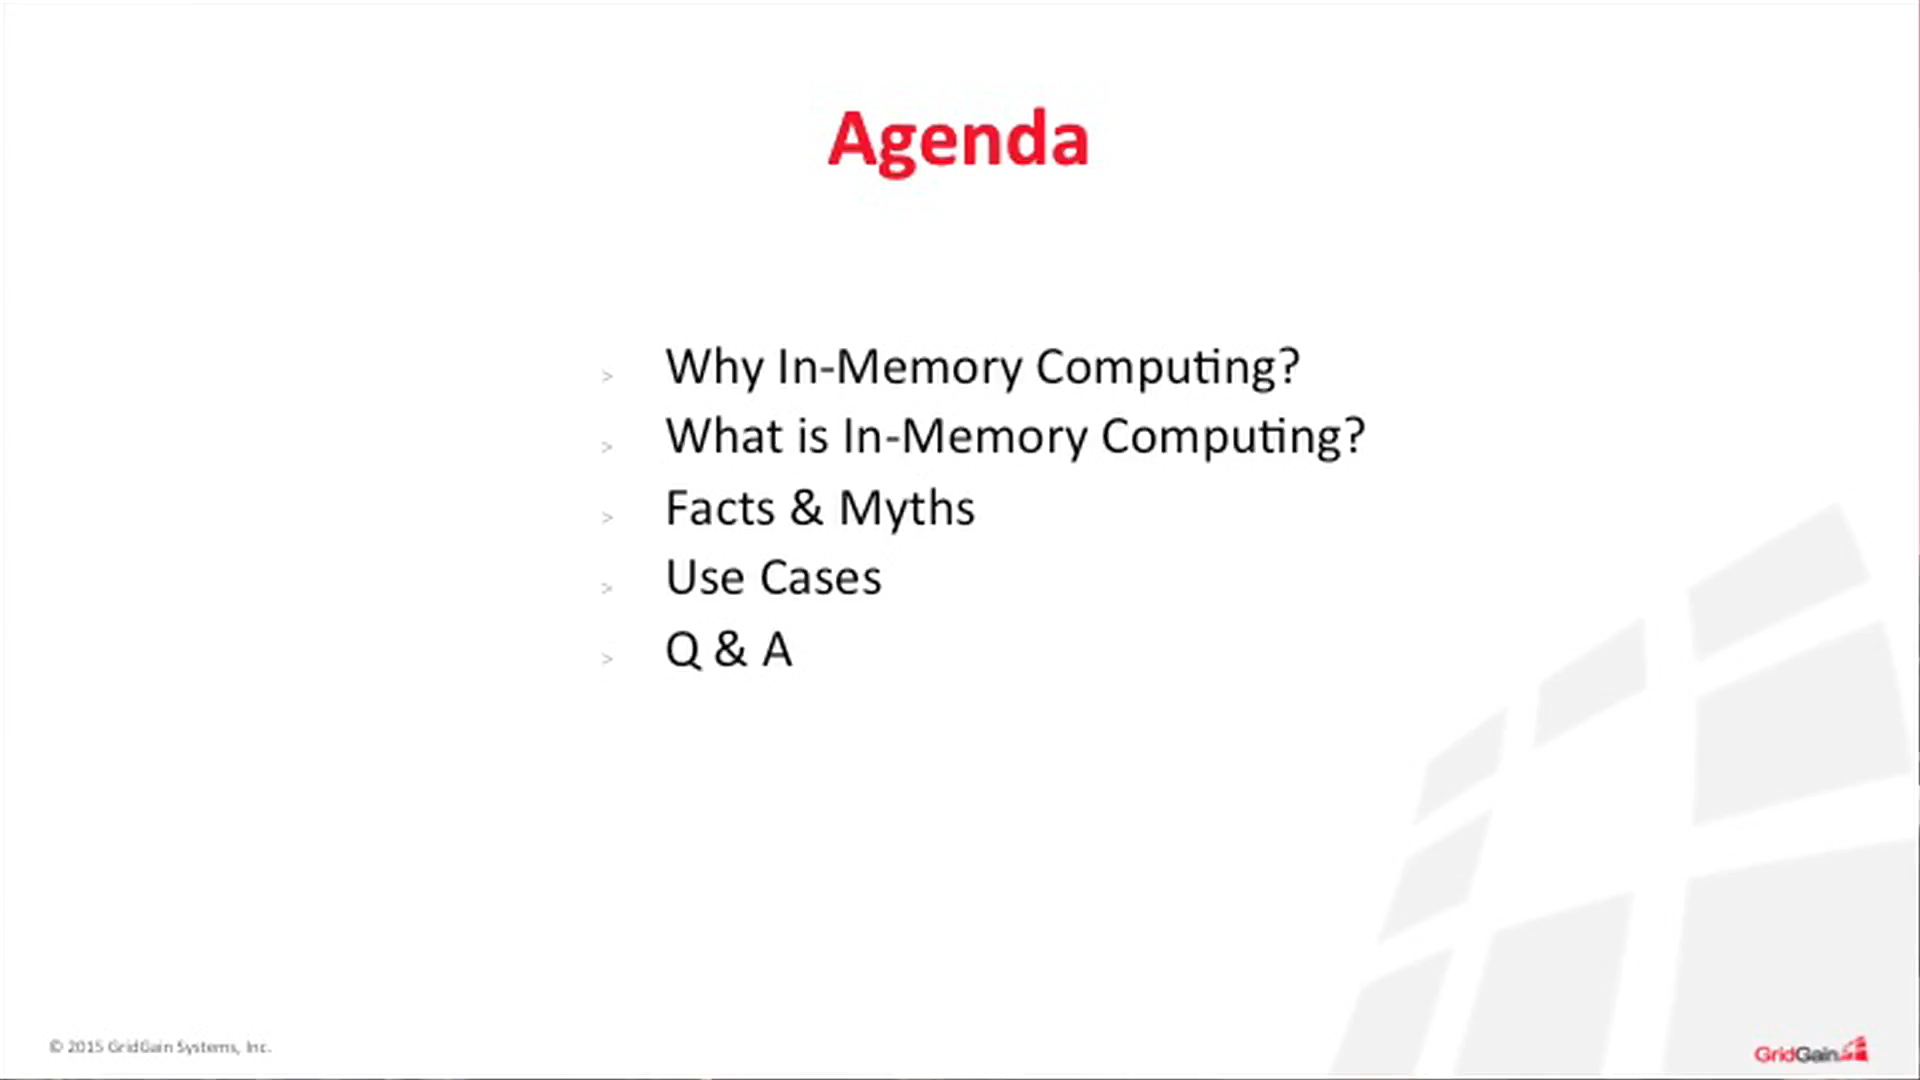 Agenda
> Why In-Memory Computing?
> What is In-Memory Computing?
> Facts & Myths
> Use Cases
> Q & A
© 2015 GridGain Systems, Inc.
GridGain